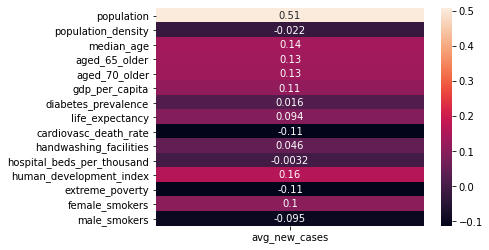 population 0.51
population_density -0.022
median_age 0.14
aged_65_older 0.13
aged_70_older 0.13
gdp_per_capita 0.11
diabetes_prevalence 0.016
life_expectancy 0.094
cardiovasc_death_rate -0.11
handwashing_facilities 0.046
hospital_beds_per_thousand -0.0032
human_development_index 0.16
extreme_poverty -0.11
female_smokers 0.1
male_smokers -0.095
avg_new_cases
0.5
0.4
0.3
0.2
0.1
0.0
-0.1